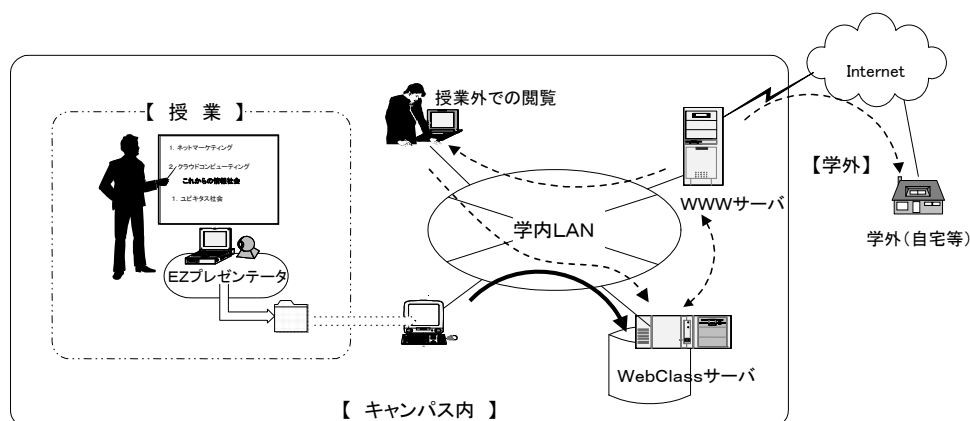 【 授 業 】
1. ネットマーケティング
2. クラウドコンピューティング
これからの情報社会
1. ユビキタス社会
EZプレゼンテータ
授業外での閲覧
学内LAN
WWWサーバ
WebClassサーバ
Internet
【学外】
学外(自宅等)
【 キャンパス内 】